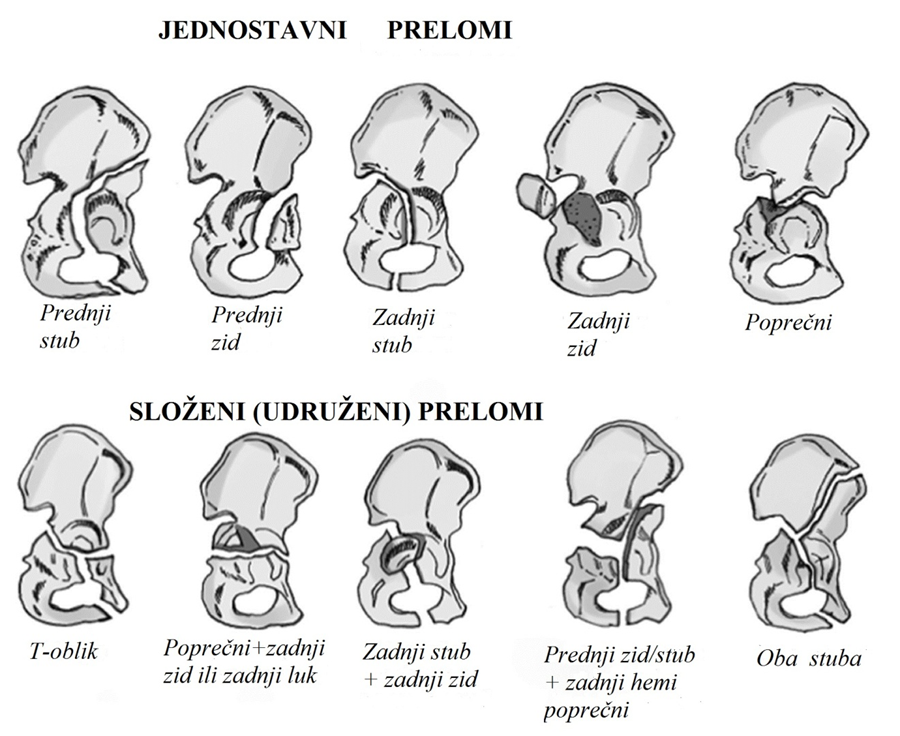 JEDNOSTAVNI PRELOMI
Prednji
stub
Prednji
zid
Zadnji
stub
Zadnji
zid
Poprečni
SLOŽENI (UDRUŽENI) PRELOMI
T-oblik
Poprečni+zadnji
zid ili zadnji luk
Zadnji stub
+ zadnji zid
Prednji zid/stub
+ zadnji hemi
poprečni
Oba stuba